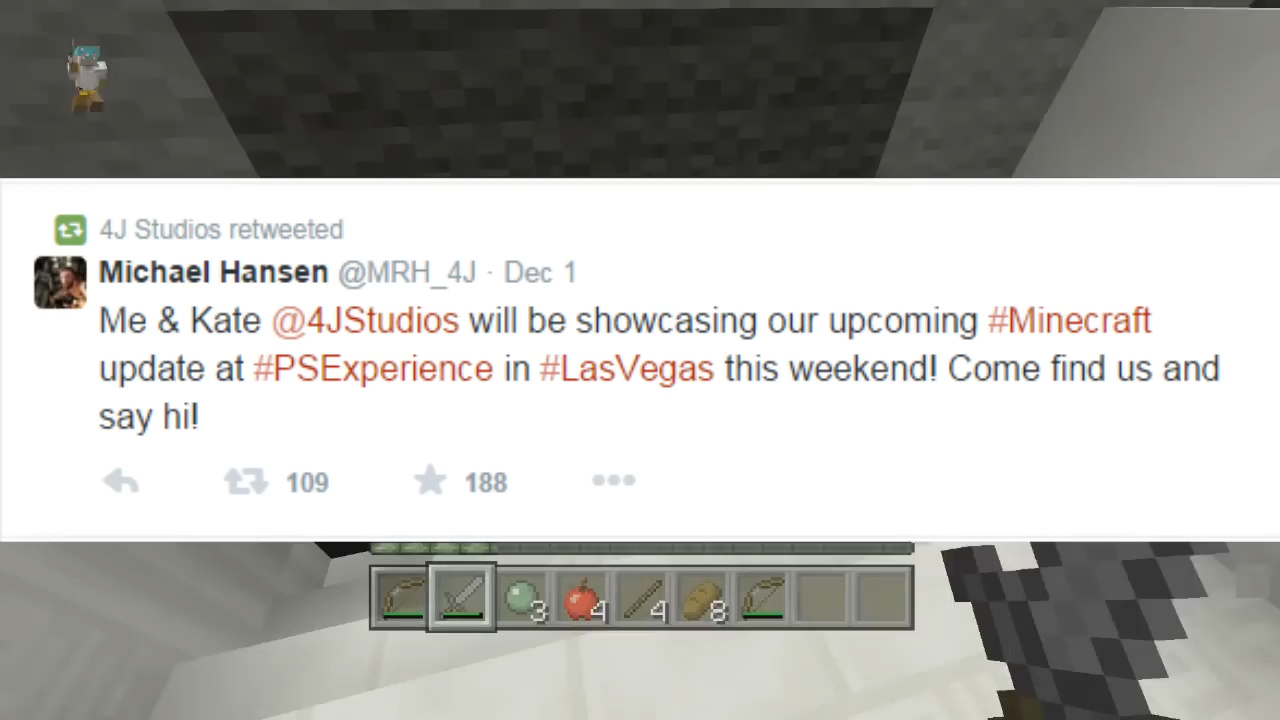 4J Studios retweeted
Michael Hansen @MRH_4J · Dec 1
Me & Kate @4JStudios will be showcasing our upcoming #Minecraft
update at #PSExperience in #LasVegas this weekend! Come find us and
say hi!
109 188
3 4 4 8